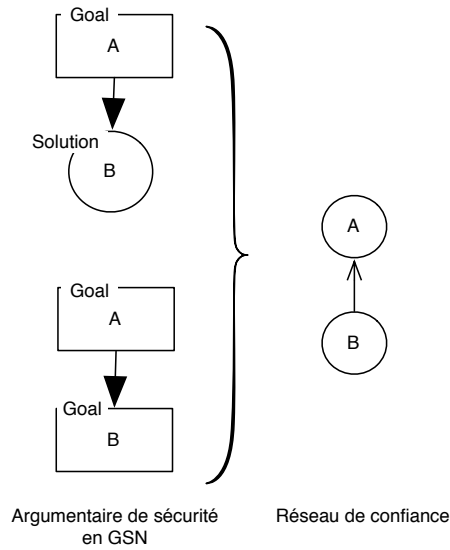 Goal
A
Solution
B
Goal
A
Goal
B
A
B
Argumentaire de sécurité
en GSN
Réseau de confiance